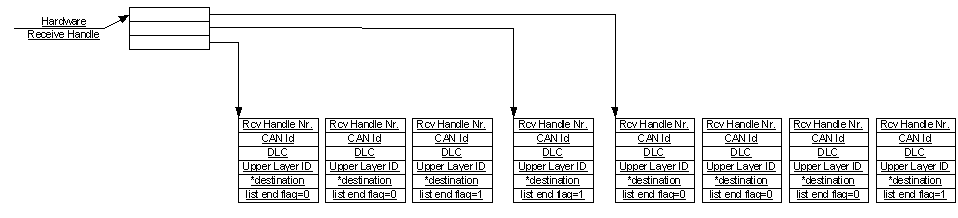 Hardware
Receive Handle
Rcv Handle Nr.
CAN Id
DLC
Upper Layer ID
*destination
list end flag=0
Rcv Handle Nr.
CAN Id
DLC
Upper Layer ID
*destination
list end flag=0
Rcv Handle Nr.
CAN Id
DLC
Upper Layer ID
*destination
list end flag=1
Rcv Handle Nr.
CAN Id
DLC
Upper Layer ID
*destination
list end flag=1
Rcv Handle Nr.
CAN Id
DLC
Upper Layer ID
*destination
list end flag=0
Rcv Handle Nr.
CAN Id
DLC
Upper Layer ID
*destination
list end flag=0
Rcv Handle Nr.
CAN Id
DLC
Upper Layer ID
*destination
list end flag=0
Rcv Handle Nr.
CAN Id
DLC
Upper Layer ID
*destination
list end flag=1